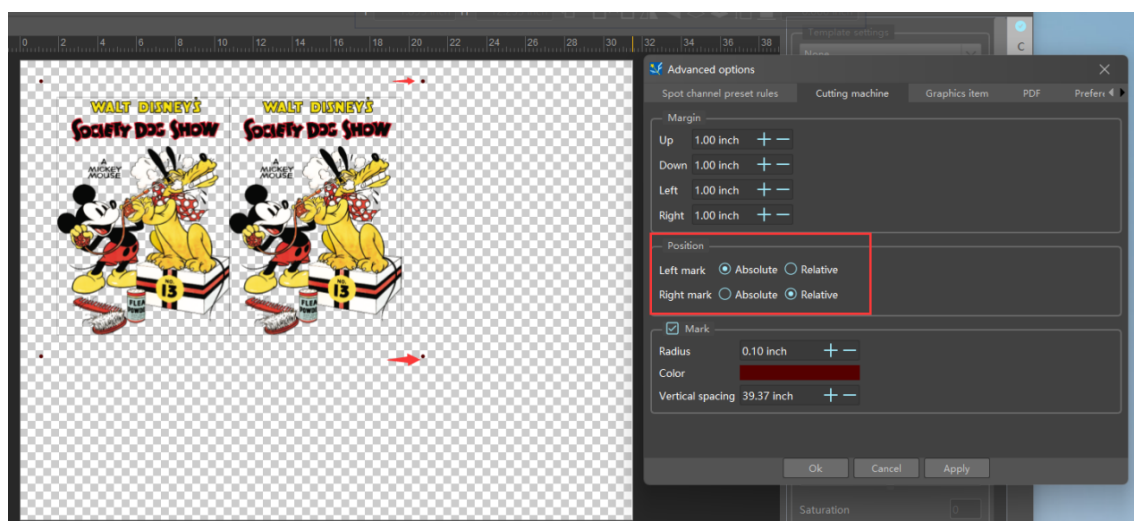 Template settings
None
0 2 4 6 8 10 12 14 16 18 20 22 24 26 28 30 32 34 36 38
C
Advanced options
Spot channel preset rules Cutting machine Graphics item PDF Prefere
Margin
Up 1.00 inch
Down 1.00 inch
Left 1.00 inch
Right 1.00 inch
Position
Left mark Absolute Relative
Right mark Absolute Relative
Mark
Radius 0.10 inch
Color
Vertical spacing 39.37 inch
Ok Cancel Apply
Saturation 0
WALT DISNEY'S
SOCIETY DOG SHOW
A
MICKEY
MOUSE
NO.
13
FLEA
POWDER
WALT DISNEY'S
SOCIETY DOG SHOW
A
MICKEY
MOUSE
NO.
13
FLEA
POWDER